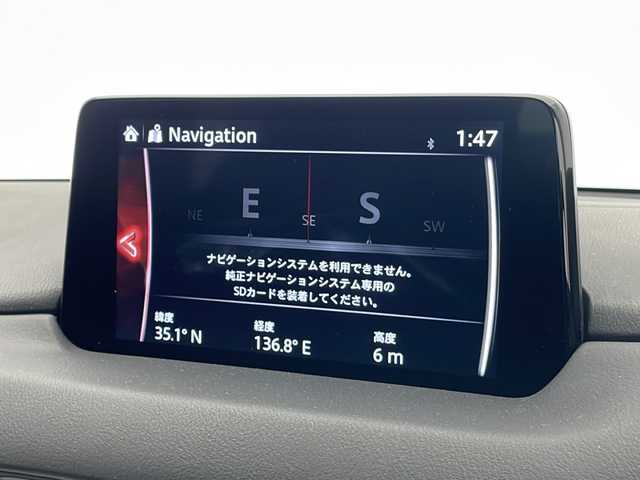 Navigation
1:47
NE E SE S SW
ナビゲーションシステムを利用できません。
純正ナビゲーションシステム専用の
SDカードを装着してください。
緯度 経度 高度
35.1° N 136.8° E 6 m